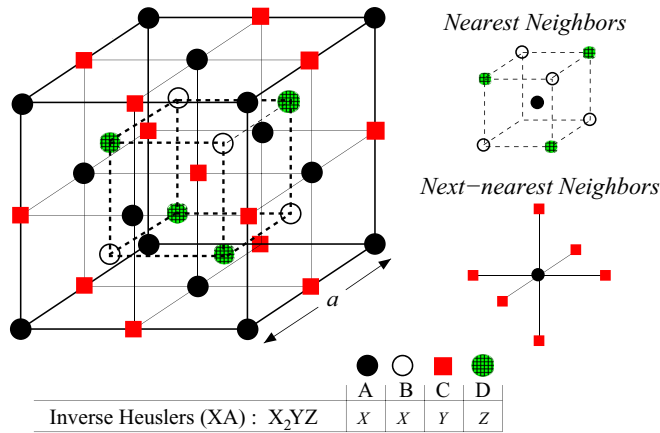 Nearest Neighbors
Next-nearest Neighbors
a
A B C D
Inverse Heuslers (XA) : X₂YZ X X Y Z